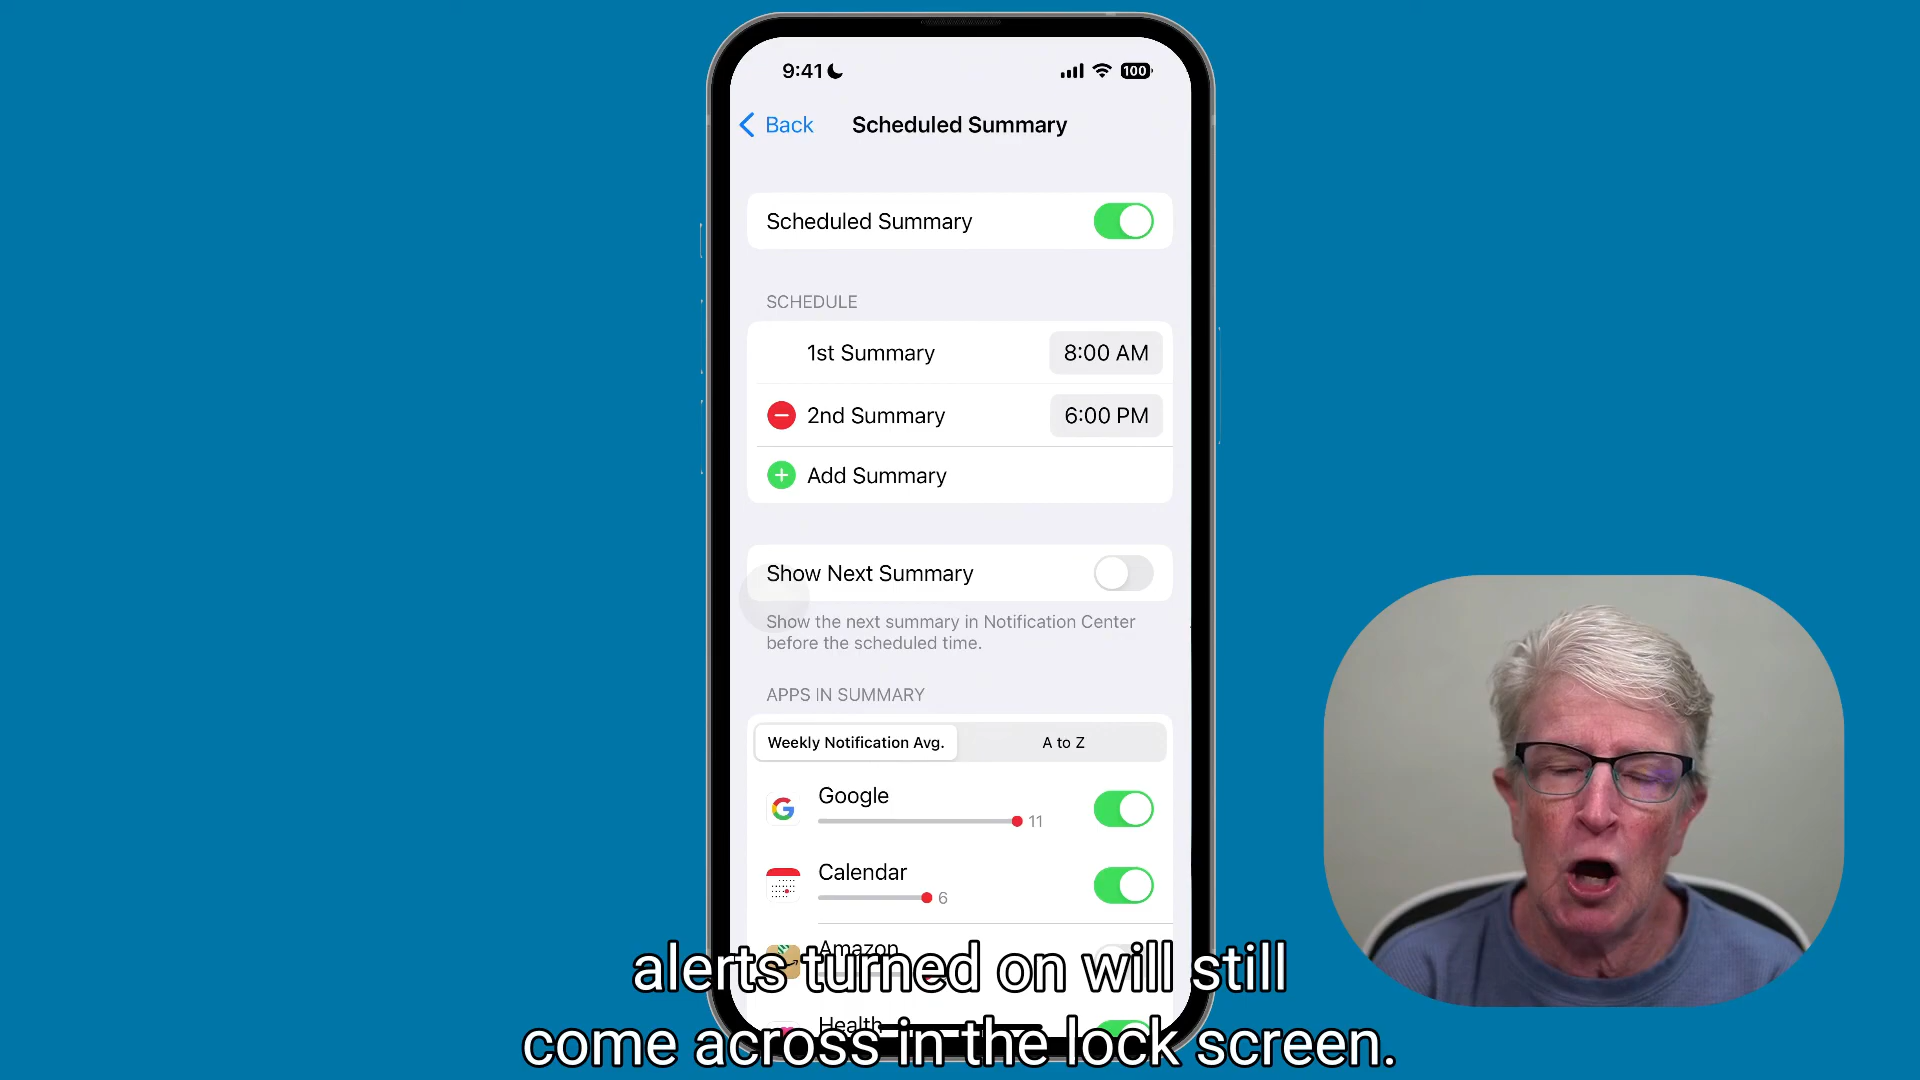 9:41
100
Back
Scheduled Summary
Scheduled Summary
SCHEDULE
1st Summary 8:00 AM
2nd Summary 6:00 PM
Add Summary
Show Next Summary
Show the next summary in Notification Center
before the scheduled time.
APPS IN SUMMARY
Weekly Notification Avg. A to Z
Google
11
Calendar
6
Amazon
Health
alerts turned on will still
come across in the lock screen.